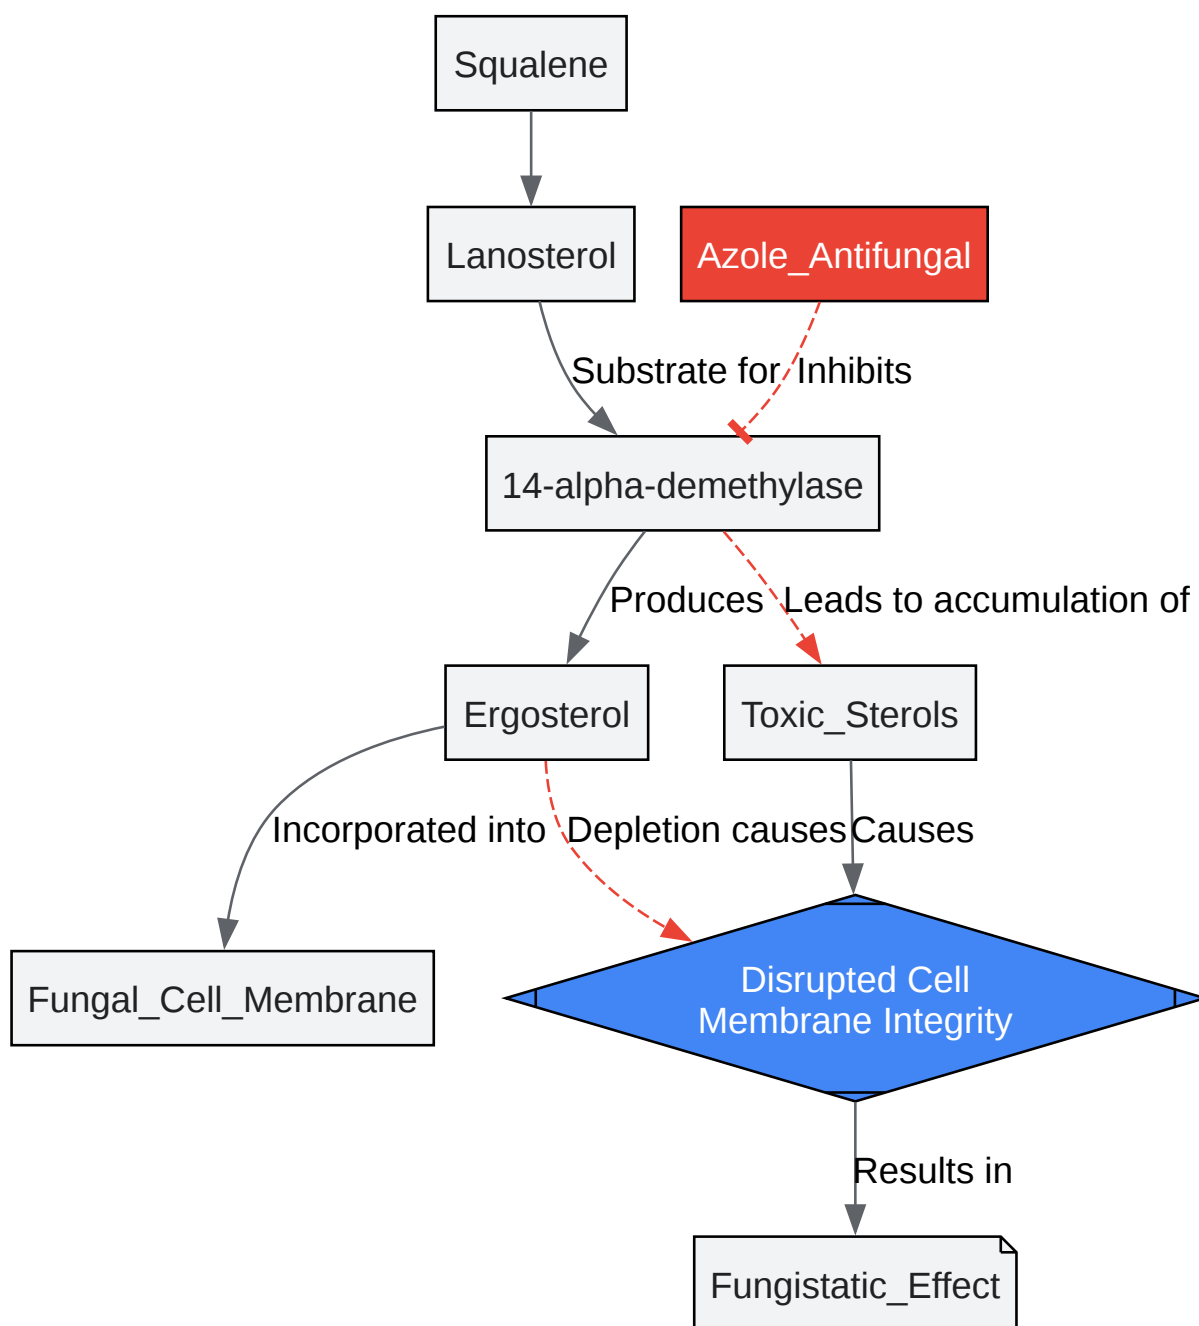 Squalene
Lanosterol
Azole_Antifungal
Substrate for
Inhibits
14-alpha-demethylase
Produces
Leads to accumulation of
Ergosterol
Toxic_Sterols
Incorporated into
Depletion causes
Causes
Fungal_Cell_Membrane
Disrupted Cell
Membrane Integrity
Results in
Fungistatic_Effect